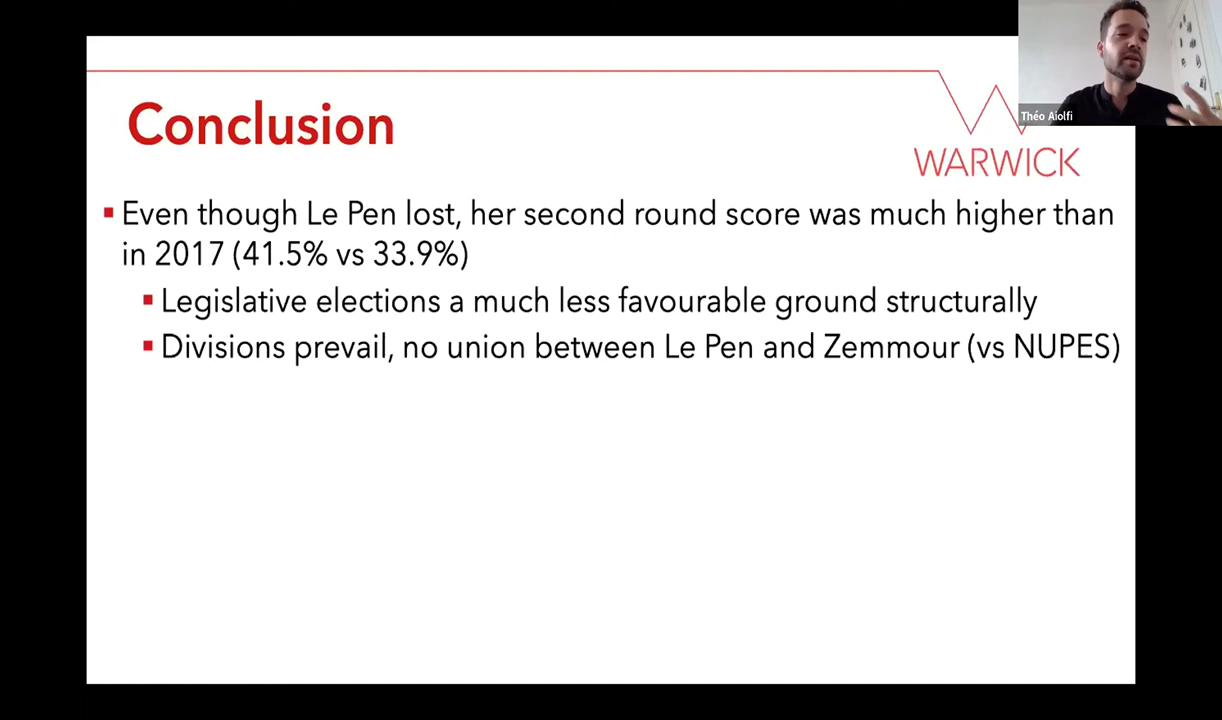 Théo Aiolfi
Conclusion
WARWICK
Even though Le Pen lost, her second round score was much higher than
in 2017 (41.5% vs 33.9%)
Legislative elections a much less favourable ground structurally
Divisions prevail, no union between Le Pen and Zemmour (vs NUPES)